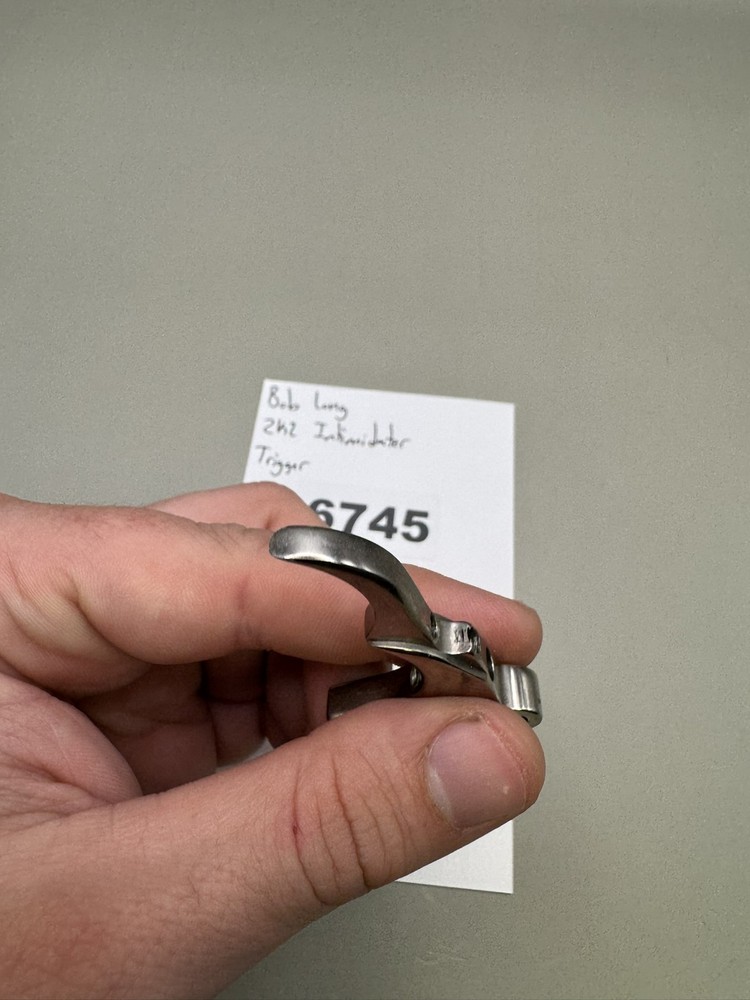 Bob Long
2k2 Intimidator
Trigger
6745